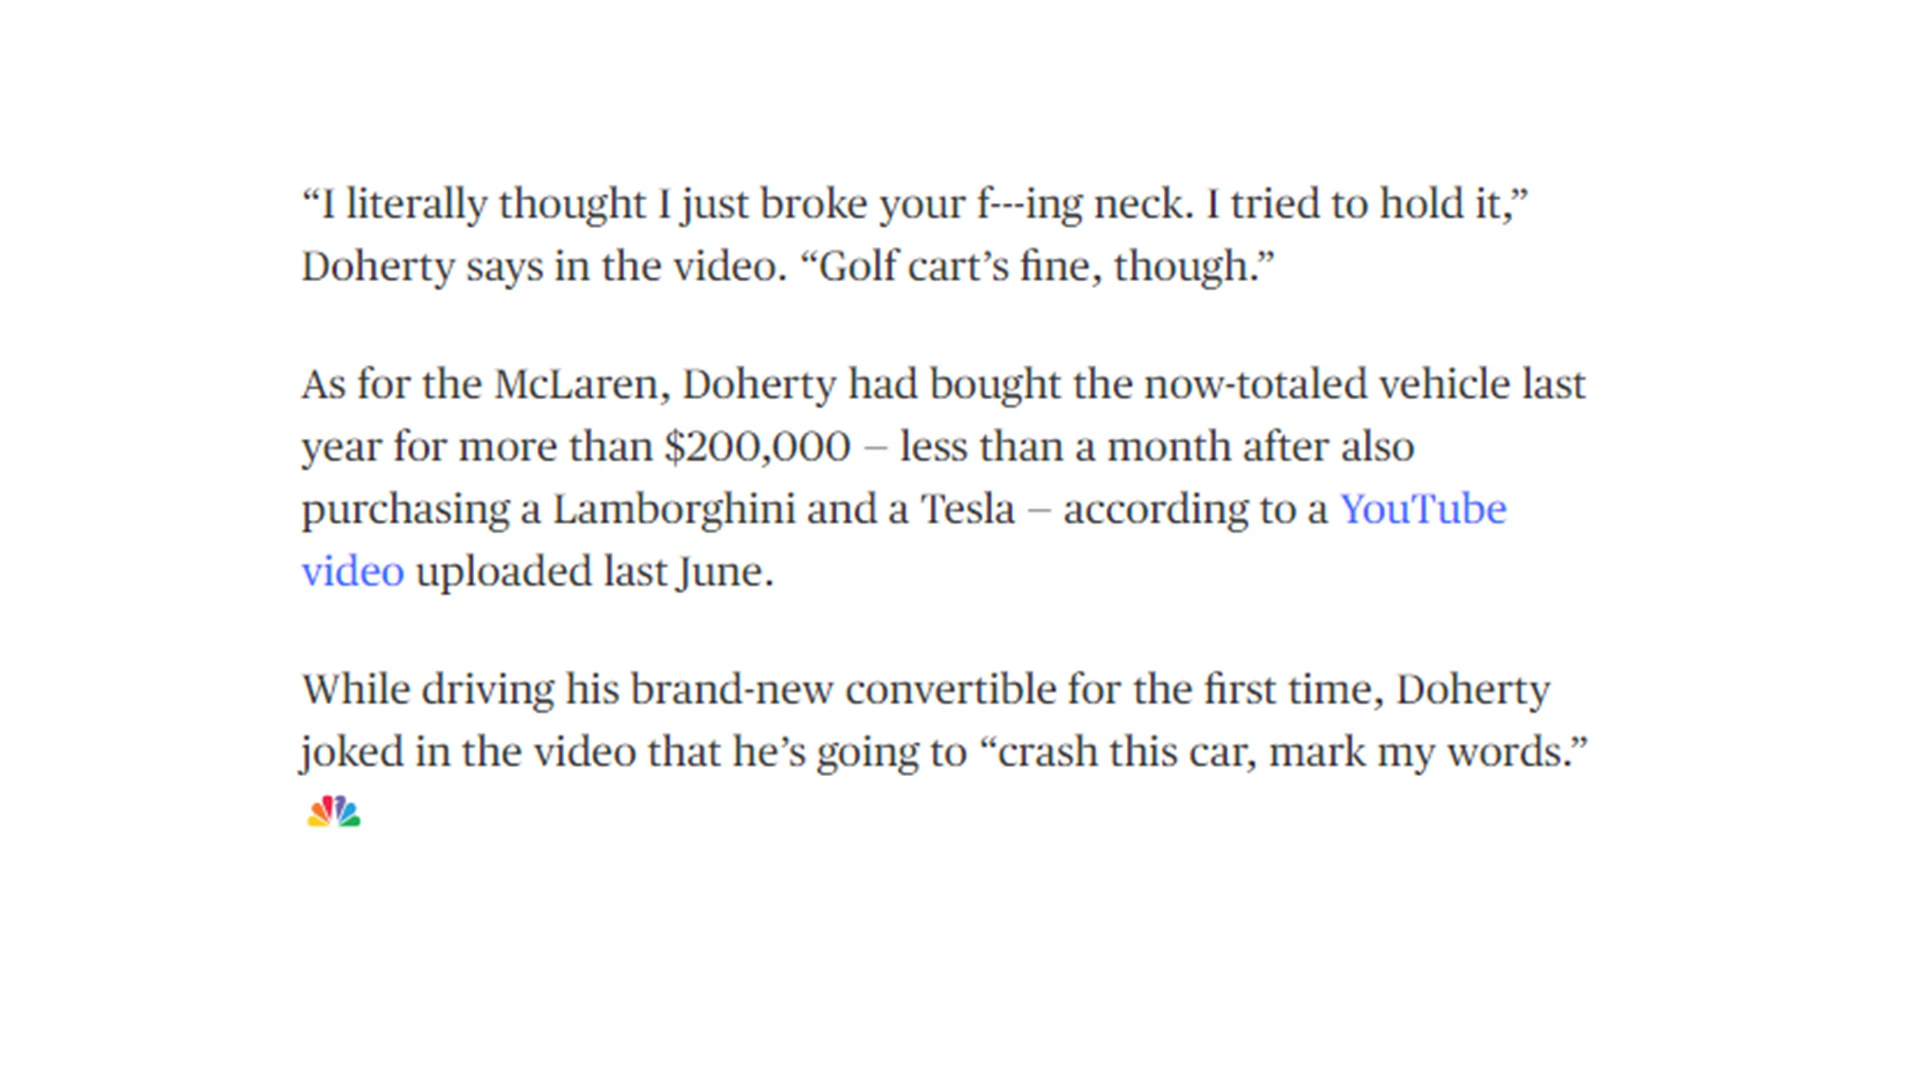 “I literally thought I just broke your f---ing neck. I tried to hold it,”
Doherty says in the video. “Golf cart’s fine, though.”
As for the McLaren, Doherty had bought the now-totaled vehicle last
year for more than $200,000 — less than a month after also
purchasing a Lamborghini and a Tesla — according to a YouTube
video uploaded last June.
While driving his brand-new convertible for the first time, Doherty
joked in the video that he’s going to “crash this car, mark my words.”